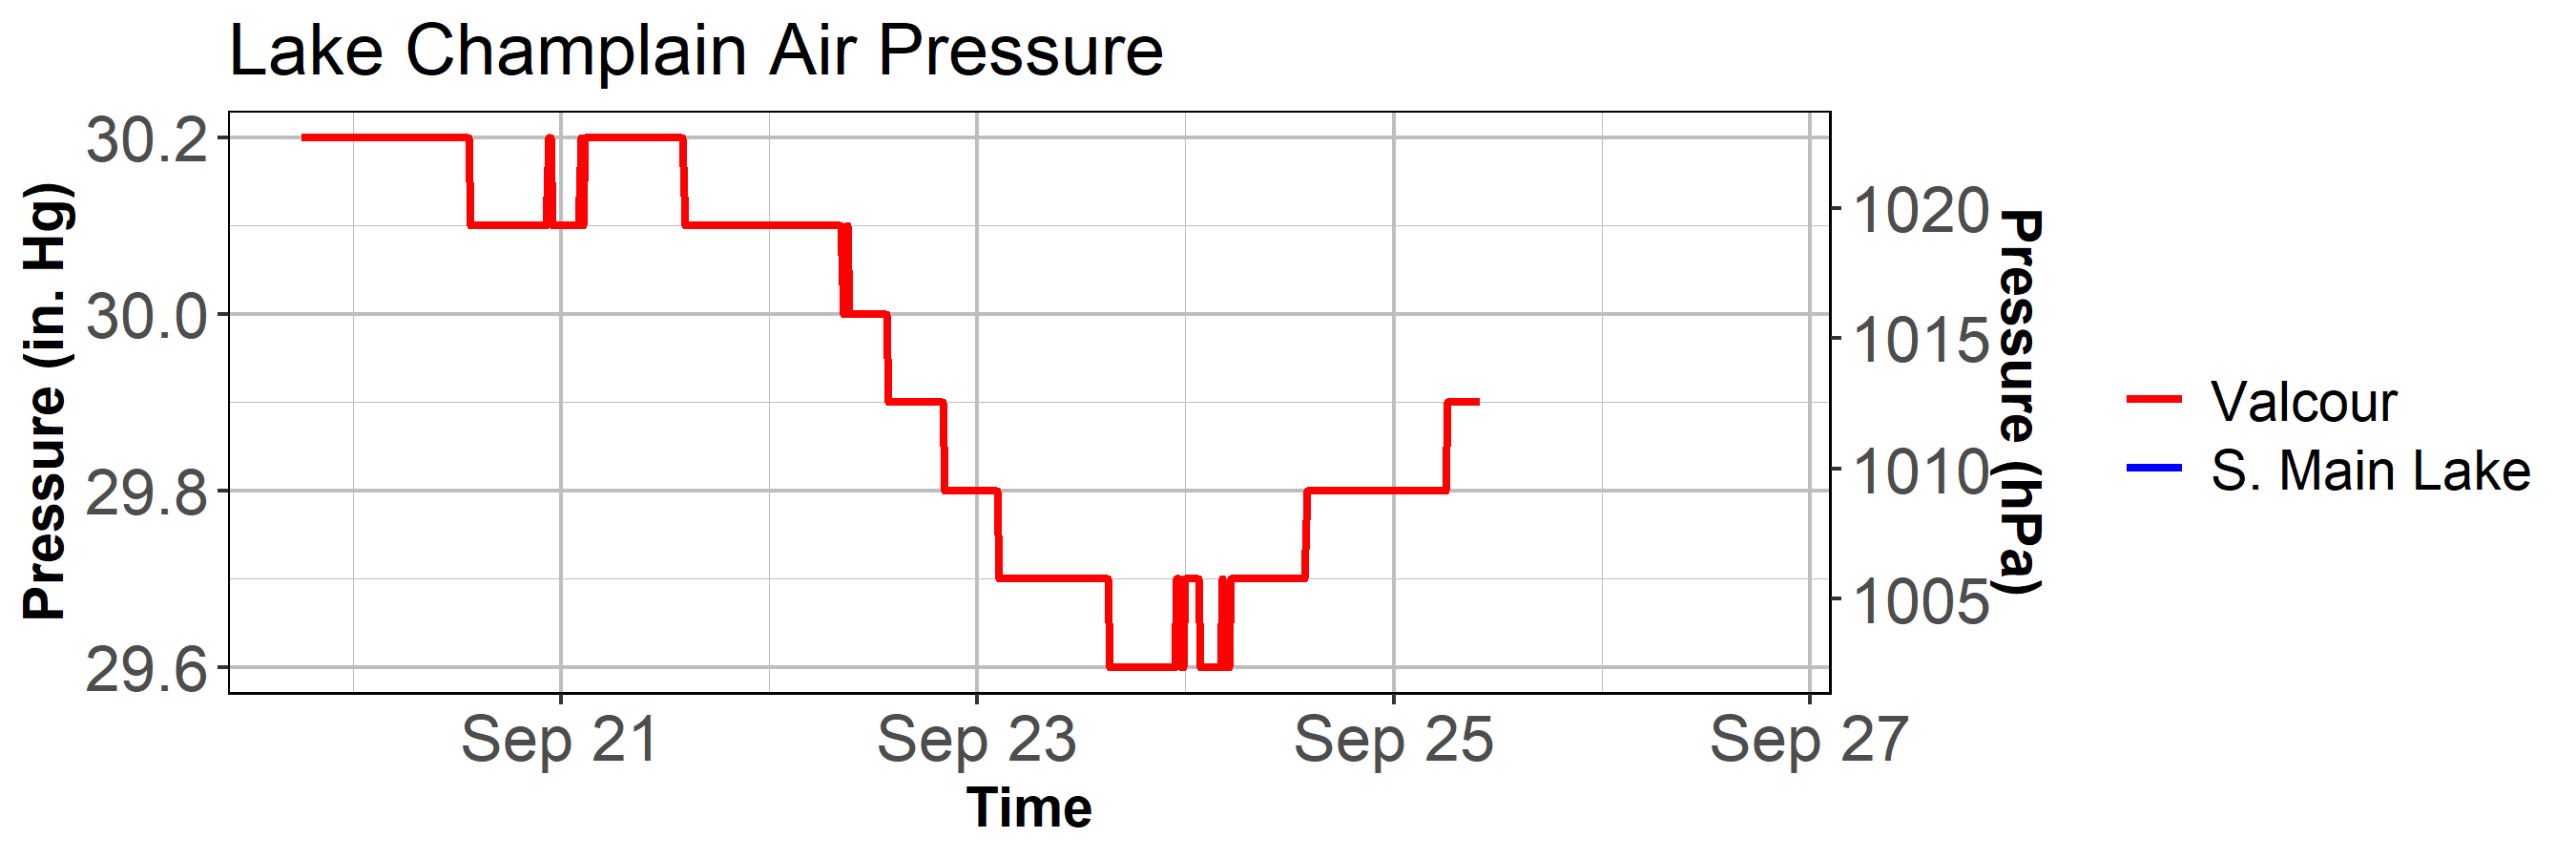 Lake Champlain Air Pressure
30.2
30.0
29.8
29.6
Pressure (in. Hg)
1020
1015
1010
1005
Pressure (hPa)
Valcour
S. Main Lake
Sep 21
Sep 23
Sep 25
Sep 27
Time